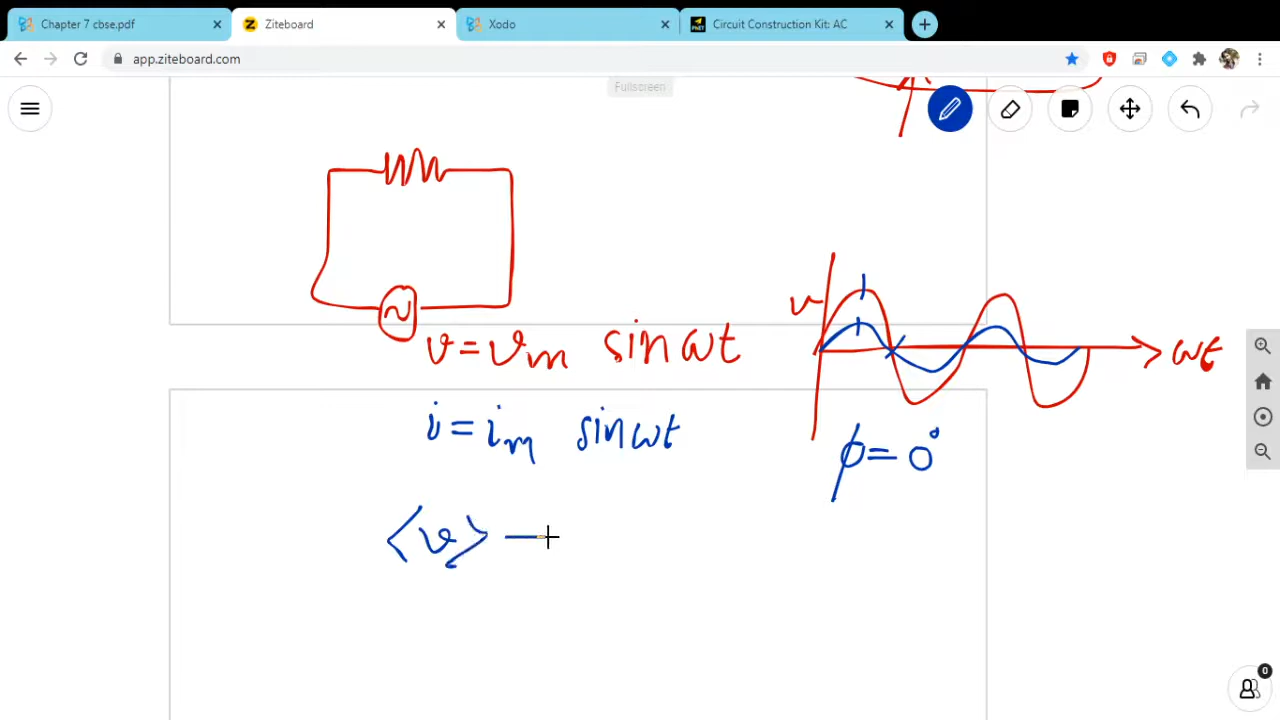 Chapter 7 cbse.pdf
Ziteboard
Xodo
Circuit Construction Kit: AC
app.ziteboard.com
Fullscreen
v
v = vm sin ωt
ωt
i = im sin ωt
ϕ = 0°
<v> —
0